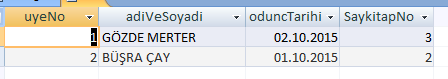 uyeNo adiVeSoyadi oduncTarihi SaykitapNo
1 GÖZDE MERTER 02.10.2015 3
2 BÜŞRA ÇAY 01.10.2015 2